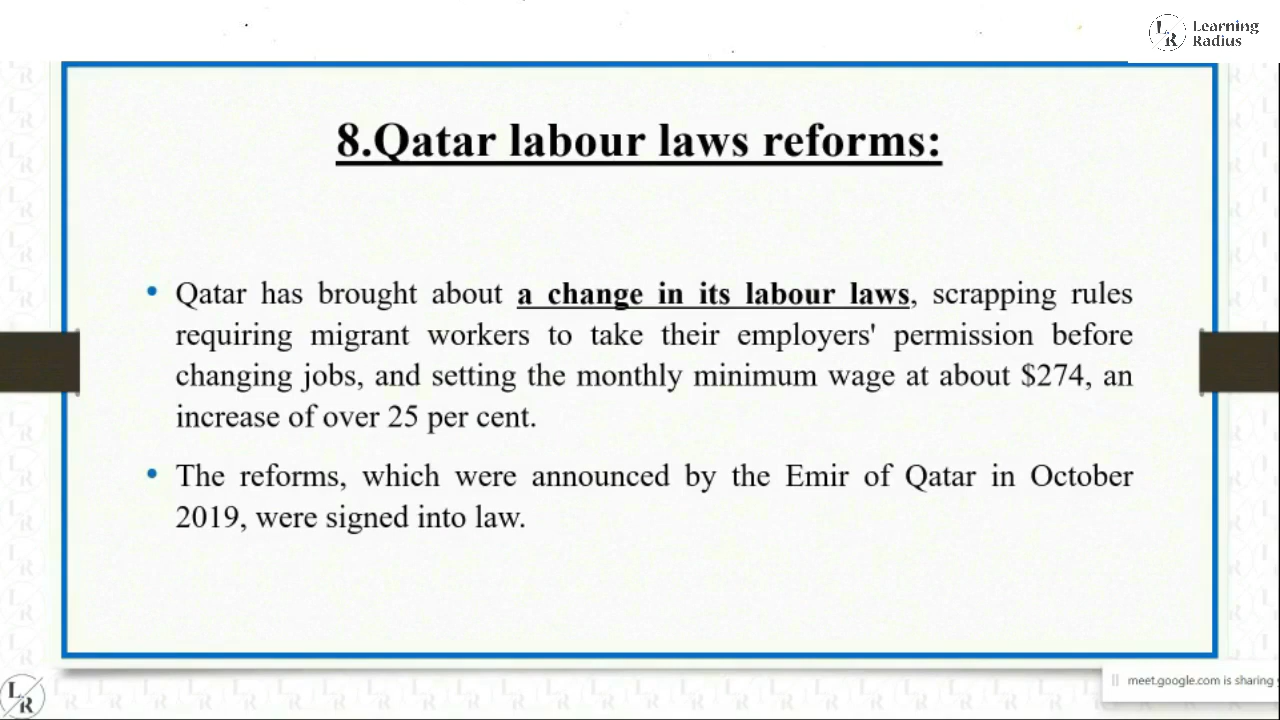 Learning
Radius
8.Qatar labour laws reforms:
• Qatar has brought about a change in its labour laws, scrapping rules
requiring migrant workers to take their employers' permission before
changing jobs, and setting the monthly minimum wage at about $274, an
increase of over 25 per cent.
• The reforms, which were announced by the Emir of Qatar in October
2019, were signed into law.
meet.google.com is sharing
LR